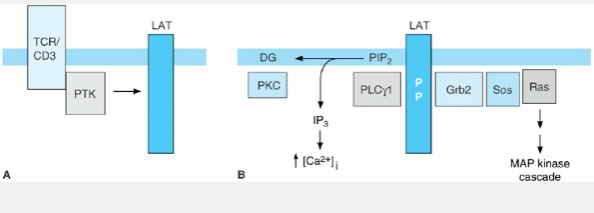 LAT
TCR/
CD3
PTK
A
LAT
DG
PIP₂
PKC
PLCγ1
P
P
Grb2
Sos
Ras
IP₃
↑ [Ca²⁺]ᵢ
MAP kinase
cascade
B